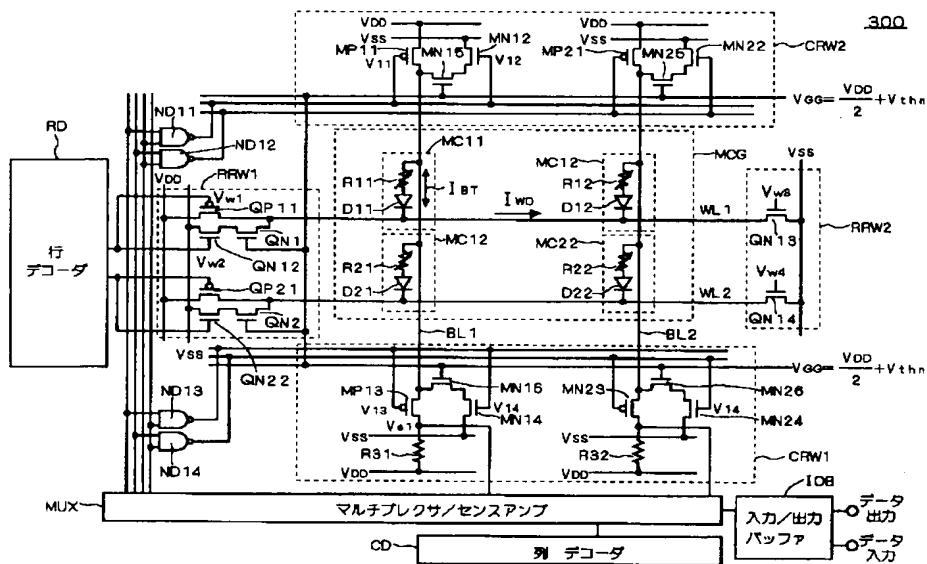 300
VDD
VSS
MP11
V11
MN15
MN12
V12
VDD
VSS
MP21
MN25
MN22
CRW2
VGG= VDD/2 +Vthn
RD
行
デコーダ
ND11
ND12
VDD
RRW1
Vw1
QP11
QN1
QN12
Vw2
QP21
QN2
VSS
QN22
MC11
R11
IBT
D11
IWD
MC12
R12
D12
MCG
WL1
VSS
Vw3
QN13
RRW2
MC12
R21
D21
MC22
R22
D22
WL2
Vw4
QN14
BL1
BL2
VGG= VDD/2 +Vthn
ND13
ND14
MP13
V13
Vs1
MN16
V14
MN14
VSS
R31
VDD
MN23
MN26
V14
MN24
VSS
R32
VDD
CRW1
MUX
マルチプレクサ/センスアンプ
IDB
入力/出力
バッファ
データ
出力
データ
入力
CD
列 デコーダ